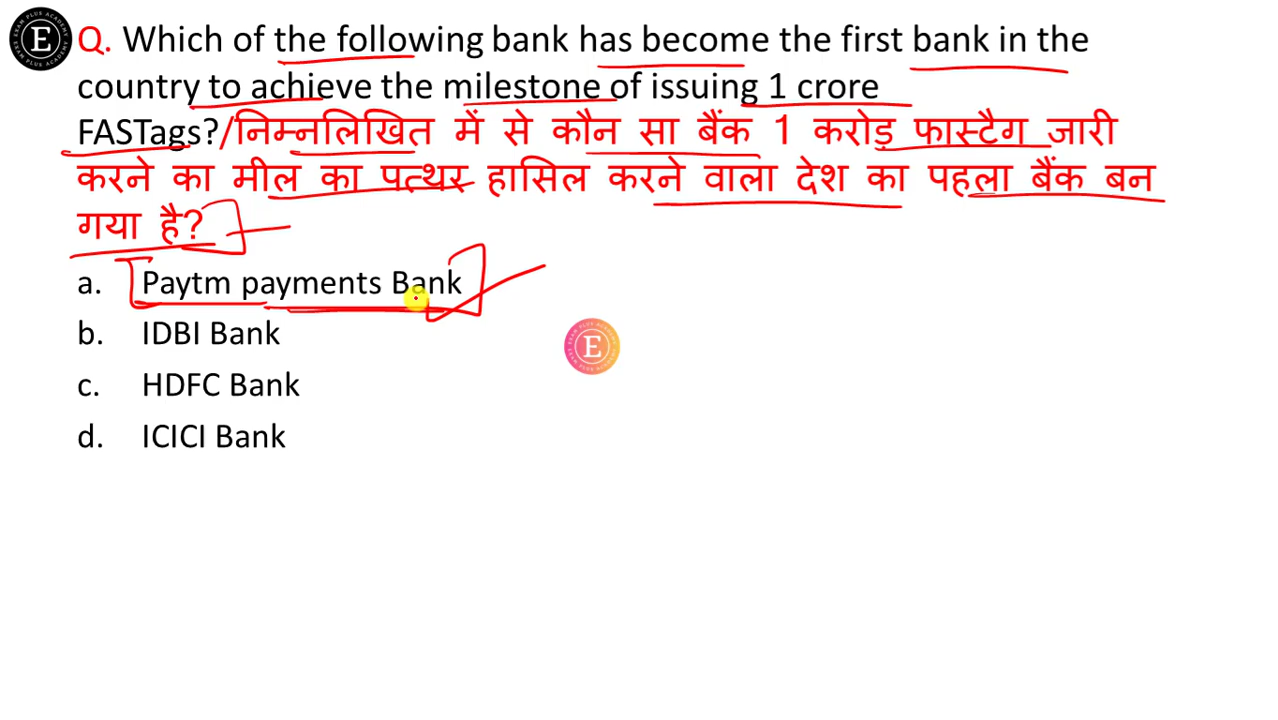 Q. Which of the following bank has become the first bank in the
country to achieve the milestone of issuing 1 crore
FASTags?/निम्नलिखित में से कौन सा बैंक 1 करोड़ फास्टैग जारी
करने का मील का पत्थर हासिल करने वाला देश का पहला बैंक बन
गया है?
a. Paytm payments Bank
b. IDBI Bank
c. HDFC Bank
d. ICICI Bank
E
E